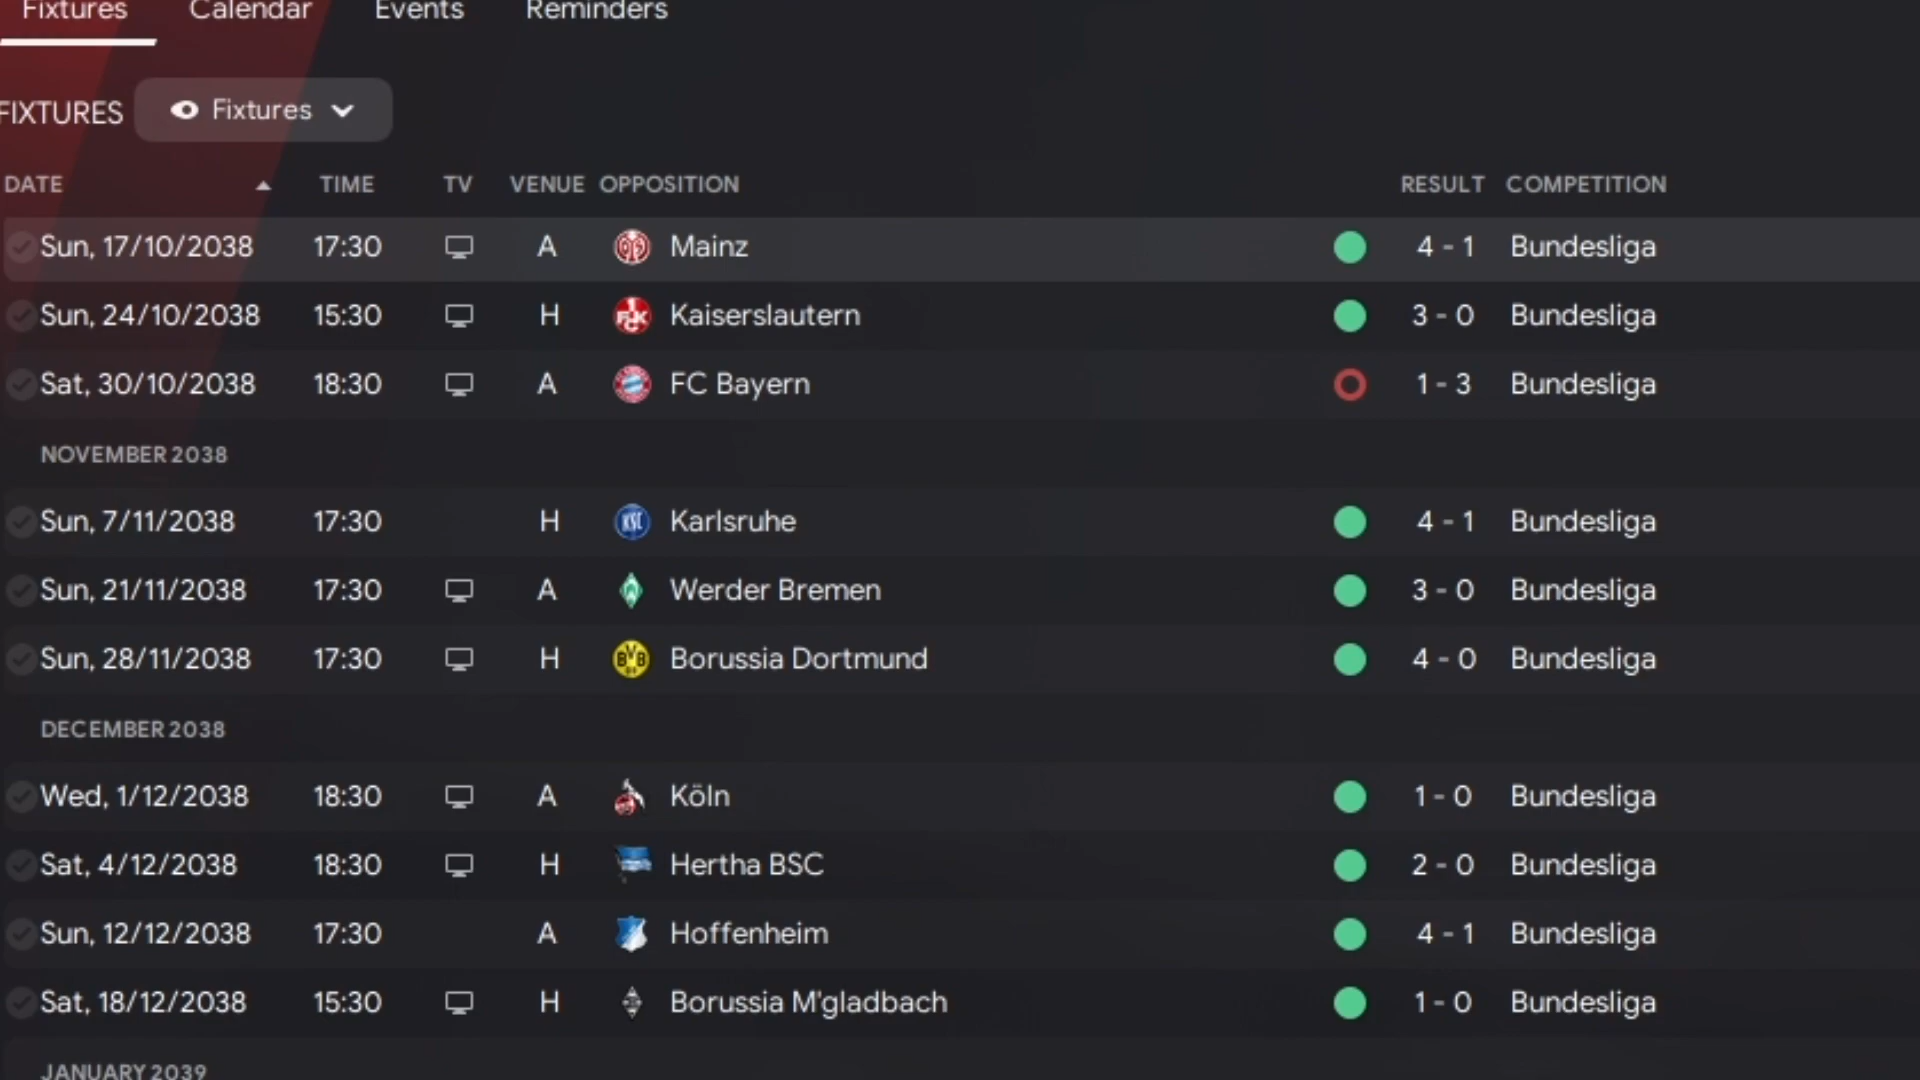 Fixtures Calendar Events Reminders
FIXTURES Fixtures
DATE TIME TV VENUE OPPOSITION RESULT COMPETITION
Sun, 17/10/2038 17:30 A Mainz 4 - 1 Bundesliga
Sun, 24/10/2038 15:30 H Kaiserslautern 3 - 0 Bundesliga
Sat, 30/10/2038 18:30 A FC Bayern 1 - 3 Bundesliga
NOVEMBER 2038
Sun, 7/11/2038 17:30 H KSC Karlsruhe 4 - 1 Bundesliga
Sun, 21/11/2038 17:30 A Werder Bremen 3 - 0 Bundesliga
Sun, 28/11/2038 17:30 H BVB 09 Borussia Dortmund 4 - 0 Bundesliga
DECEMBER 2038
Wed, 1/12/2038 18:30 A Köln 1 - 0 Bundesliga
Sat, 4/12/2038 18:30 H Hertha BSC 2 - 0 Bundesliga
Sun, 12/12/2038 17:30 A Hoffenheim 4 - 1 Bundesliga
Sat, 18/12/2038 15:30 H Borussia M'gladbach 1 - 0 Bundesliga
JANUARY 2039